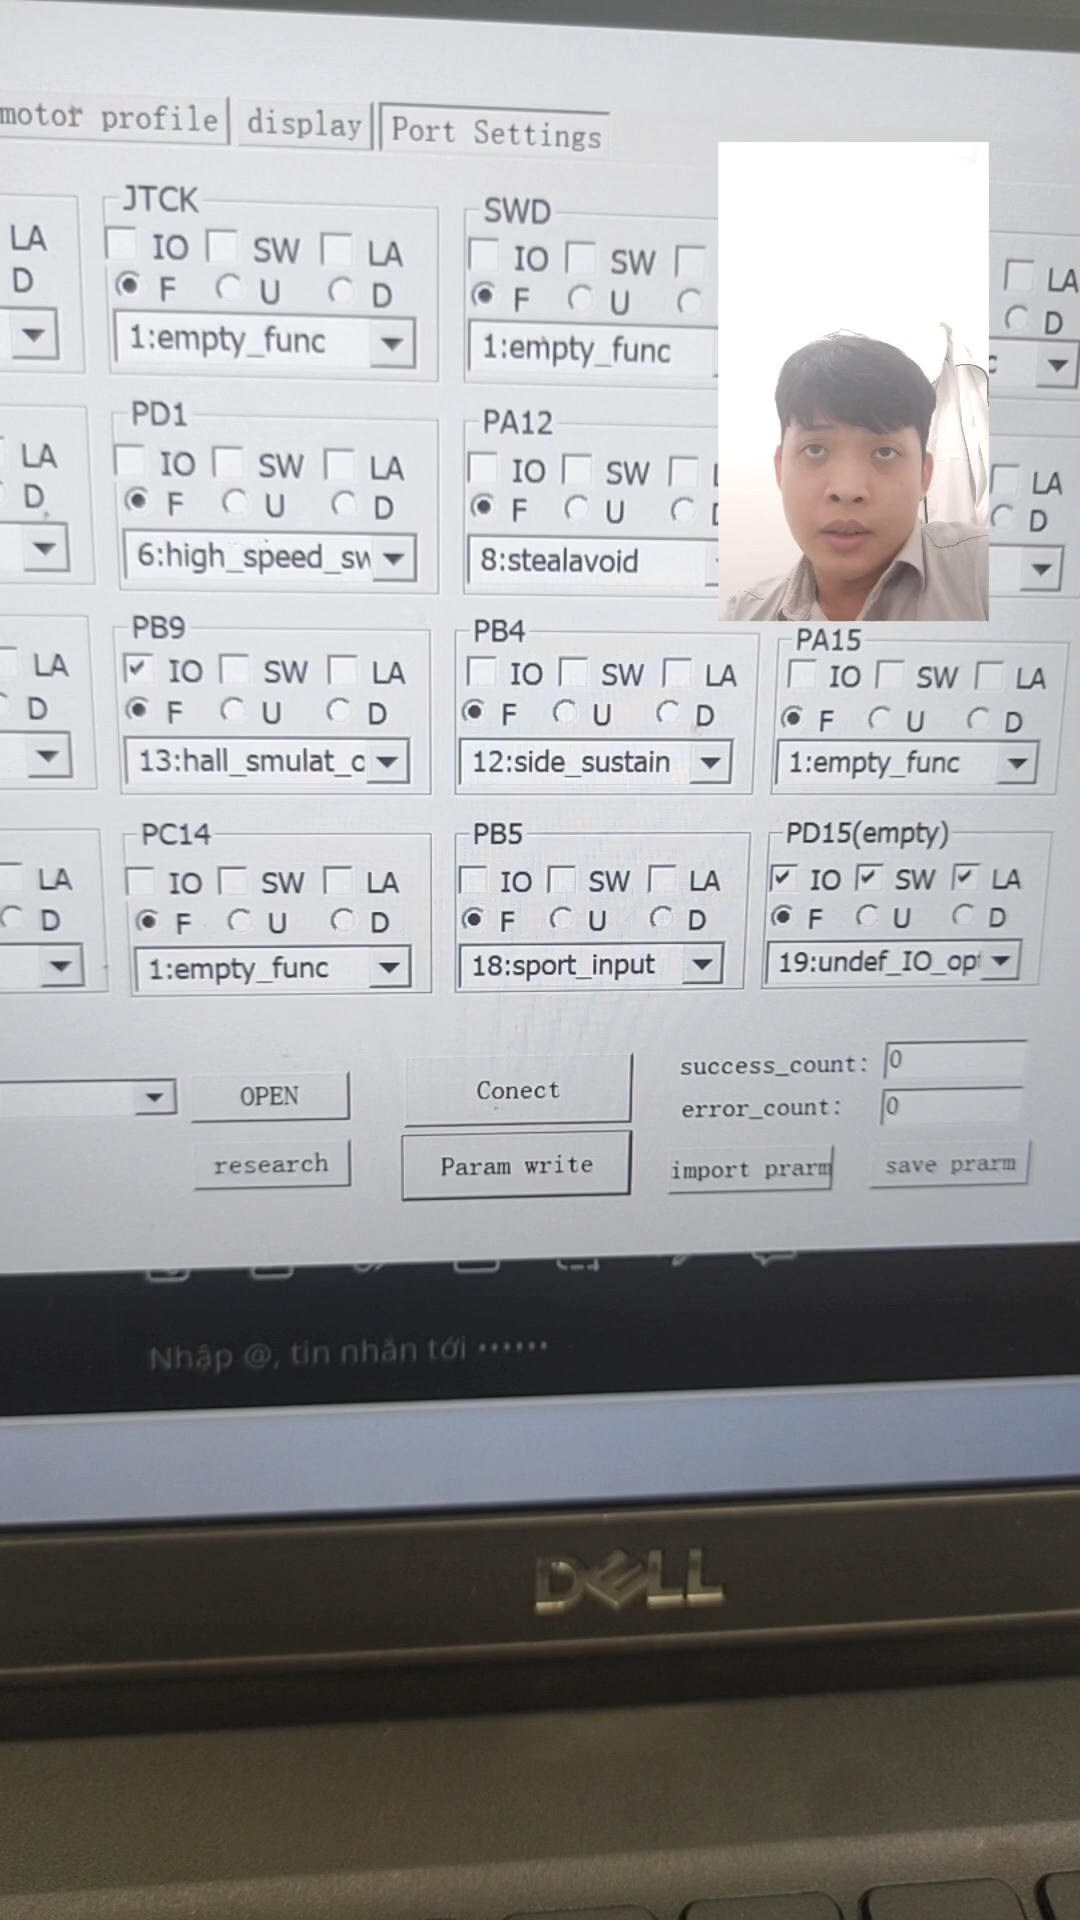 motor profile display Port Settings
JTCK SWD
LA IO SW LA IO SW LA
D F U D F U D
1:empty_func 1:empty_func
PD1 PA12
LA IO SW LA IO SW LA
D F U D F U D
6:high_speed_sw 8:stealavoid
PB9 PB4 PA15
LA IO SW LA IO SW LA IO SW LA
D F U D F U D F U D
13:hall_smulat_o 12:side_sustain 1:empty_func
PC14 PB5 PD15(empty)
LA IO SW LA IO SW LA IO SW LA
D F U D F U D F U D
1:empty_func 18:sport_input 19:undef_IO_opt
OPEN Conect success_count: 0
error_count: 0
research Param write import prarm save prarm
Nhập @, tin nhắn tới ••••••
DELL